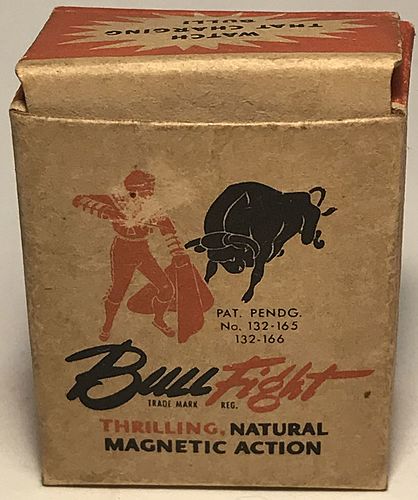 WATCH
THAT CHARGING
BULL!
PAT. PENDG.
No. 132-165
132-166
Bull Fight
TRADE MARK REG.
THRILLING, NATURAL
MAGNETIC ACTION